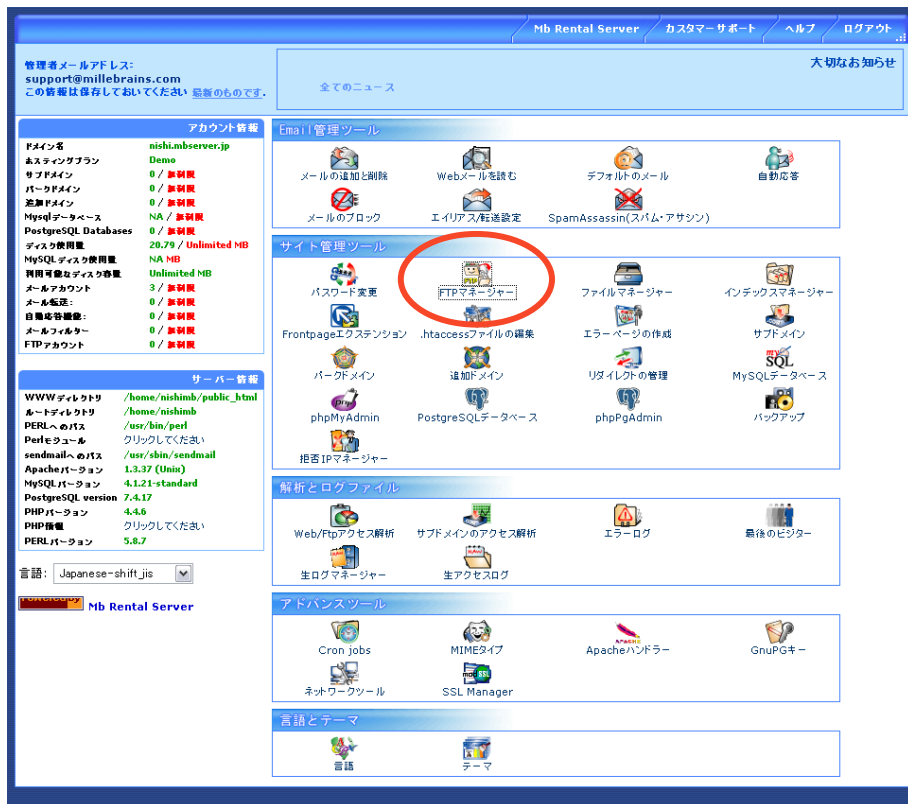 Mb Rental Server カスタマーサポート ヘルプ ログアウト
管理者メールアドレス:
support@millebrains.com
この情報は保存しておいてください 最新のものです.
大切なお知らせ
全てのニュース
アカウント情報
ドメイン名 nishi.mbserver.jp
ホスティングプラン Demo
サブドメイン 0 / 無制限
パークドメイン 0 / 無制限
追加ドメイン 0 / 無制限
Mysqlデータベース NA / 無制限
PostgreSQL Databases 0 / 無制限
ディスク使用量 20.79 / Unlimited MB
MySQLディスク使用量 NA MB
利用可能なディスク容量 Unlimited MB
メールアカウント 3 / 無制限
メール転送: 0 / 無制限
自動応答機能: 0 / 無制限
メールフィルター 0 / 無制限
FTPアカウント 0 / 無制限
サーバー情報
WWWディレクトリ /home/nishimb/public_html
ルートディレクトリ /home/nishimb
PERLへのパス /usr/bin/perl
Perlモジュール クリックしてください
sendmailへのパス /usr/sbin/sendmail
Apacheバージョン 1.3.37 (Unix)
MySQLバージョン 4.1.21-standard
PostgreSQL version 7.4.17
PHPバージョン 4.4.6
PHP情報 クリックしてください
PERLバージョン 5.8.7
言語: Japanese-shift_jis
Powered by Mb Rental Server
Email管理ツール
メールの追加と削除 Webメールを読む デフォルトのメール 自動応答
メールのブロック エイリアス/転送設定 SpamAssassin(スパム・アサシン)
サイト管理ツール
パスワード変更 FTPマネージャー ファイルマネージャー インデックスマネージャー
Frontpageエクステンション .htaccessファイルの編集 エラーページの作成 サブドメイン
パークドメイン 追加ドメイン リダイレクトの管理 MySQLデータベース
phpMyAdmin PostgreSQLデータベース phpPgAdmin バックアップ
拒否IPマネージャー
解析とログファイル
Web/Ftpアクセス解析 サブドメインのアクセス解析 エラーログ 最後のビジター
生ログマネージャー 生アクセスログ
アドバンスツール
Cron jobs MIMEタイプ Apacheハンドラー GnuPGキー
ネットワークツール SSL Manager
言語とテーマ
言語 テーマ